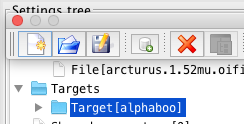 Settings tree
File[arcturus.1.52mu.oifi
Targets
Target[alphaboo]